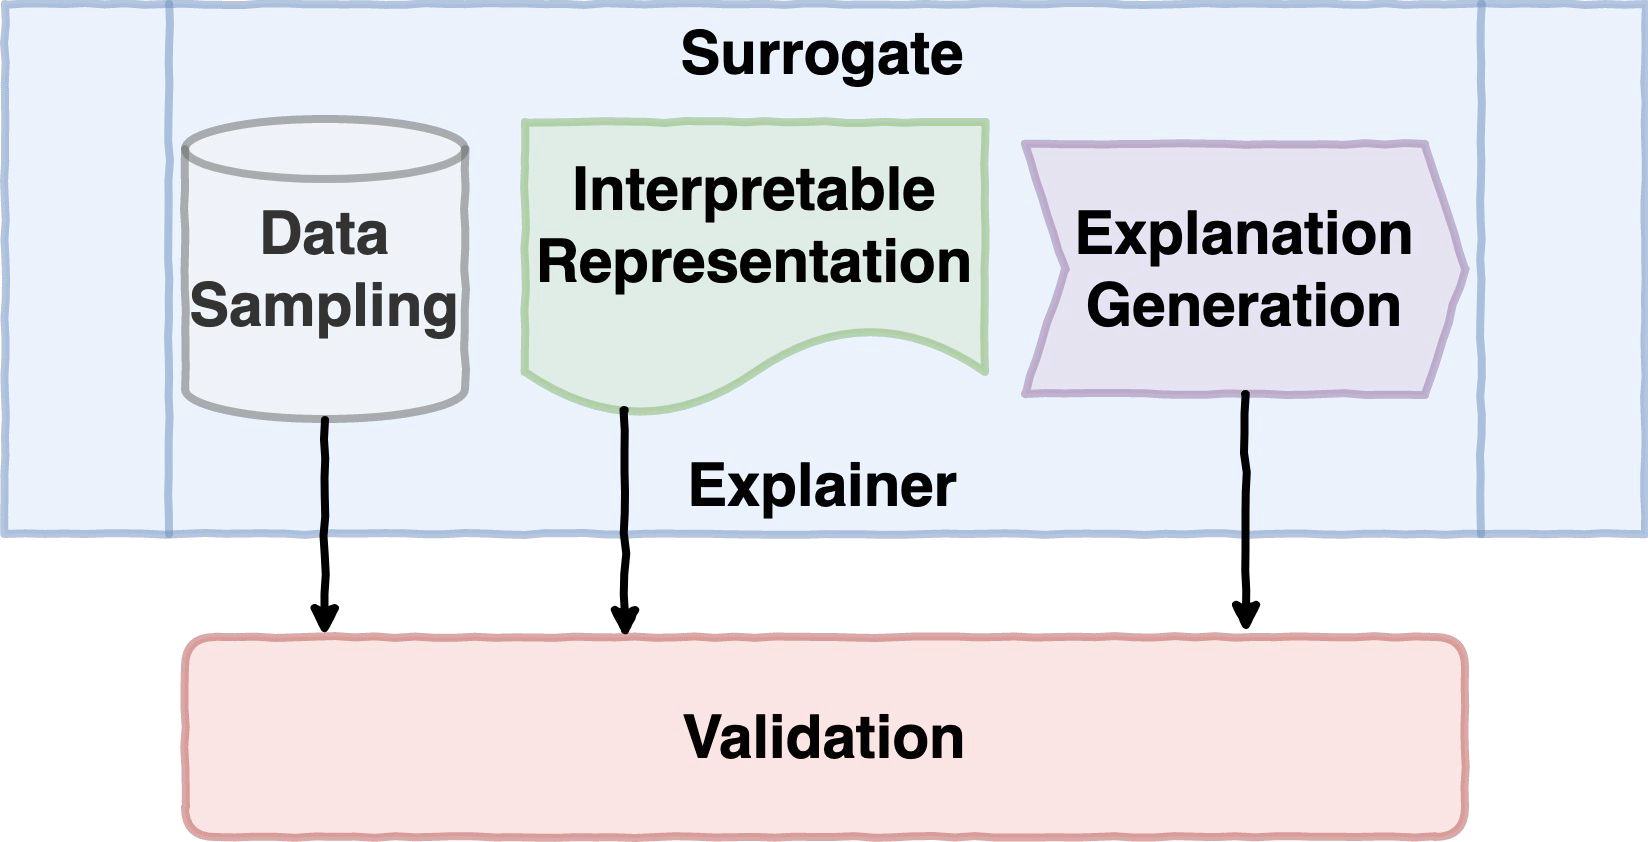 Surrogate
Data
Sampling
Interpretable
Representation
Explanation
Generation
Explainer
Validation